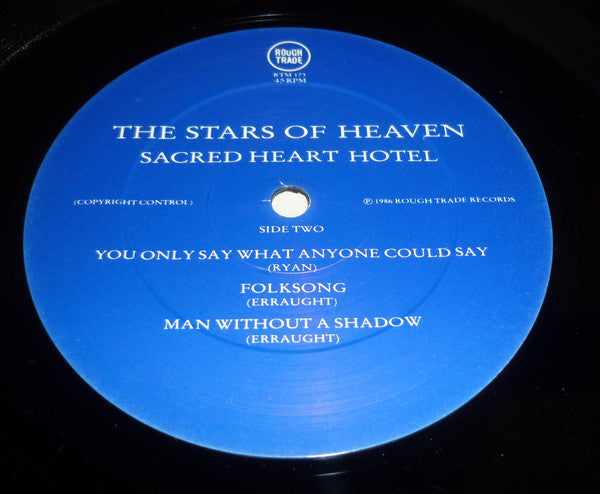 ROUGH
TRADE
RTM 173
45 RPM
THE STARS OF HEAVEN
SACRED HEART HOTEL
(COPYRIGHT CONTROL)
℗ 1986 ROUGH TRADE RECORDS
SIDE TWO
YOU ONLY SAY WHAT ANYONE COULD SAY
(RYAN)
FOLKSONG
(ERRAUGHT)
MAN WITHOUT A SHADOW
(ERRAUGHT)